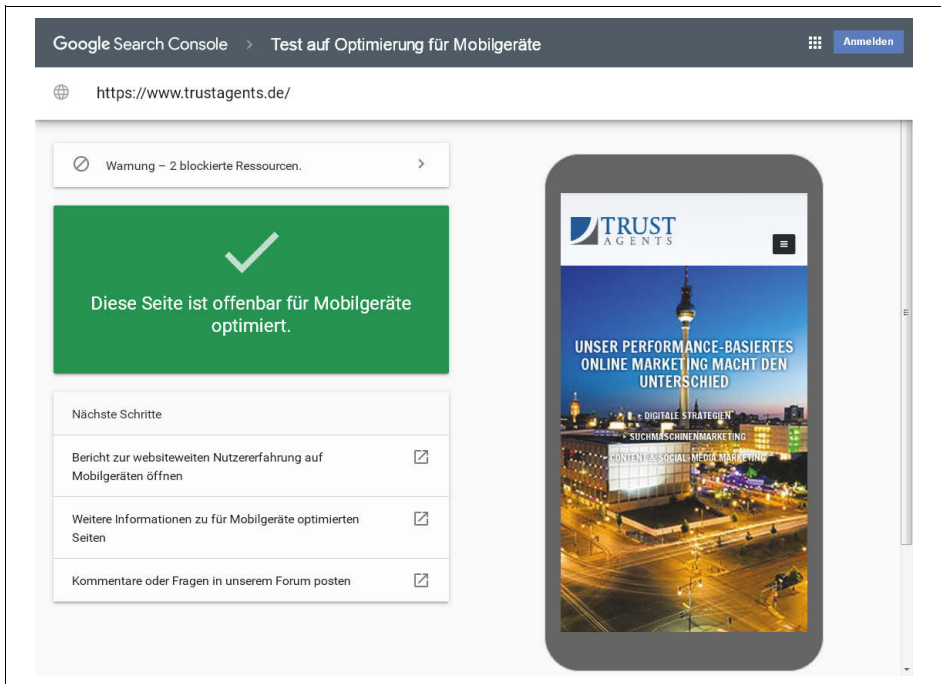 Google Search Console > Test auf Optimierung für Mobilgeräte
Anmelden
https://www.trustagents.de/
Warnung – 2 blockierte Ressourcen.
Diese Seite ist offenbar für Mobilgeräte
optimiert.
Nächste Schritte
Bericht zur websiteweiten Nutzererfahrung auf
Mobilgeräten öffnen
Weitere Informationen zu für Mobilgeräte optimierten
Seiten
Kommentare oder Fragen in unserem Forum posten
TRUST
AGENTS
UNSER PERFORMANCE-BASIERTES
ONLINE MARKETING MACHT DEN
UNTERSCHIED
DIGITALE STRATEGIEN
SUCHMASCHINENMARKETING
CONTENT & SOCIAL-MEDIA MARKETING